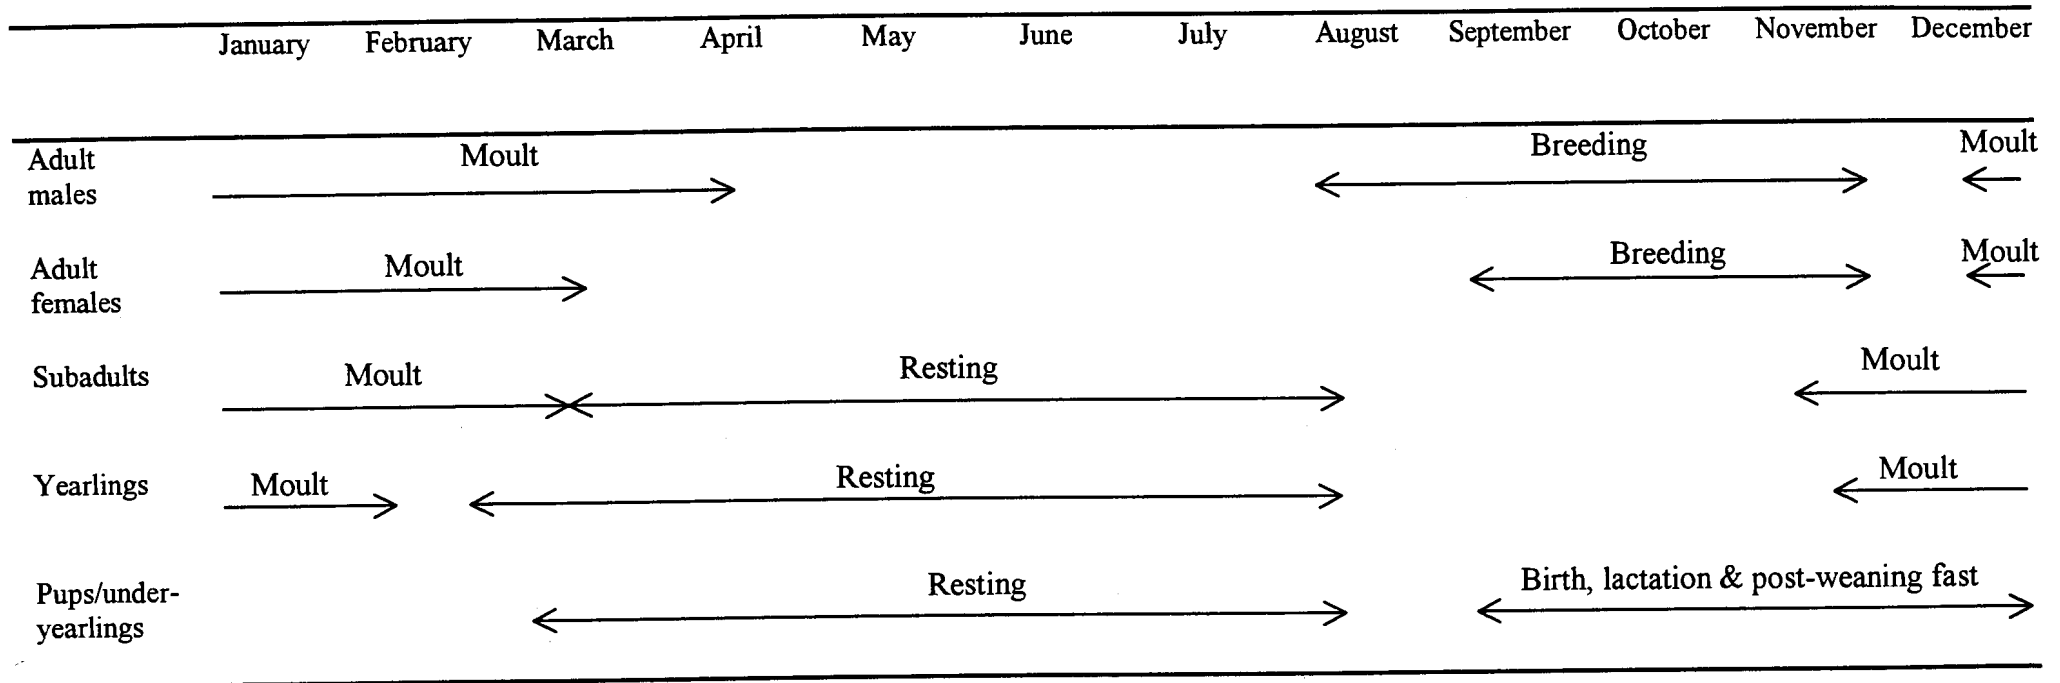 January February March April May June July August September October November December
Adult Moult Breeding Moult
males
Adult Moult Breeding Moult
females
Subadults Moult Resting Moult
Yearlings Moult Resting Moult
Pups/under- Resting Birth, lactation & post-weaning fast
yearlings